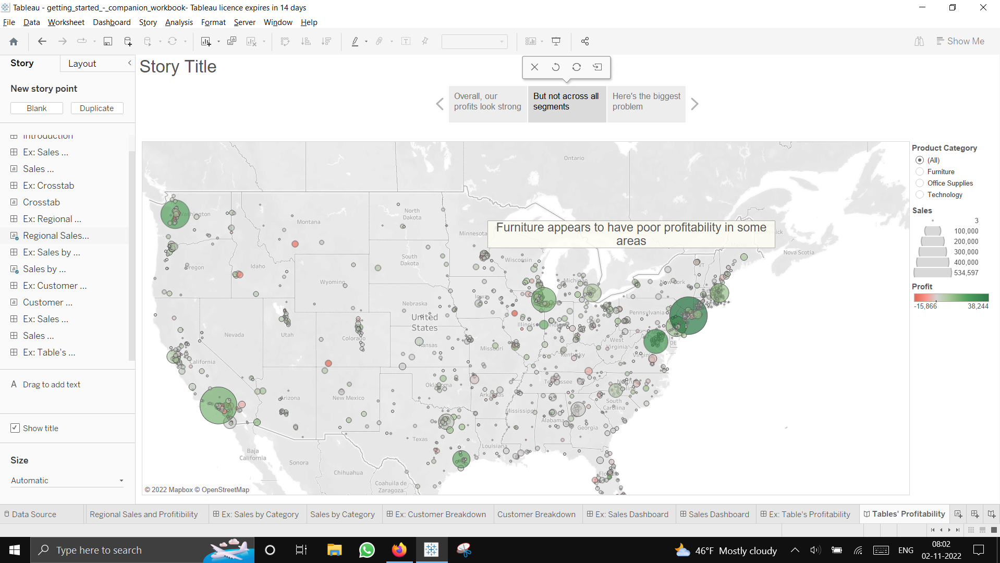 Tableau - getting_started_-_companion_workbook- Tableau licence expires in 14 days
File Data Worksheet Dashboard Story Analysis Format Server Window Help
Show Me
Story
Layout
Story Title
New story point
Blank
Duplicate
Overall, our
profits look strong
But not across all
segments
Here's the biggest
problem
Introduction
Ex: Sales ...
Sales ...
Ex: Crosstab
Crosstab
Ex: Regional ...
Regional Sales...
Ex: Sales by ...
Sales by ...
Ex: Customer ...
Customer ...
Ex: Sales ...
Sales ...
Ex: Table's ...
A Drag to add text
Show title
Size
Automatic
Ontario
Washington
North
Dakota
Montana
Minnesota
Furniture appears to have poor profitability in some
areas
Nova Scotia
South
Dakota
Wisconsin
Oregon
Idaho
VT
Michigan
New York
Wyoming
Iowa
Nebraska
Pennsylvania
United
States
Illinois
Nevada
Utah
Colorado
Kansas
Missouri
West
Virginia
DE
Kentucky
Virginia
California
Oklahoma
Tennessee
North
Arizona
New Mexico
Arkansas
South
Carolina
Mississippi
Alabama
Georgia
Texas
Louisiana
Baja
California
Sonora
Chihuahua
Florida
Coahuila de
Zaragoza
© 2022 Mapbox © OpenStreetMap
Product Category
(All)
Furniture
Office Supplies
Technology
Sales
3
100,000
200,000
300,000
400,000
534,597
Profit
-15,866 38,244
Data Source
Regional Sales and Profitibility
Ex: Sales by Category
Sales by Category
Ex: Customer Breakdown
Customer Breakdown
Ex: Sales Dashboard
Sales Dashboard
Ex: Table's Profitability
Tables' Profitability
Type here to search
46°F Mostly cloudy
ENG
08:02
02-11-2022